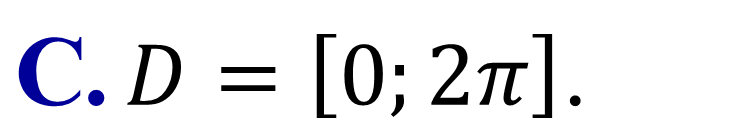 C. D = [0; 2π].